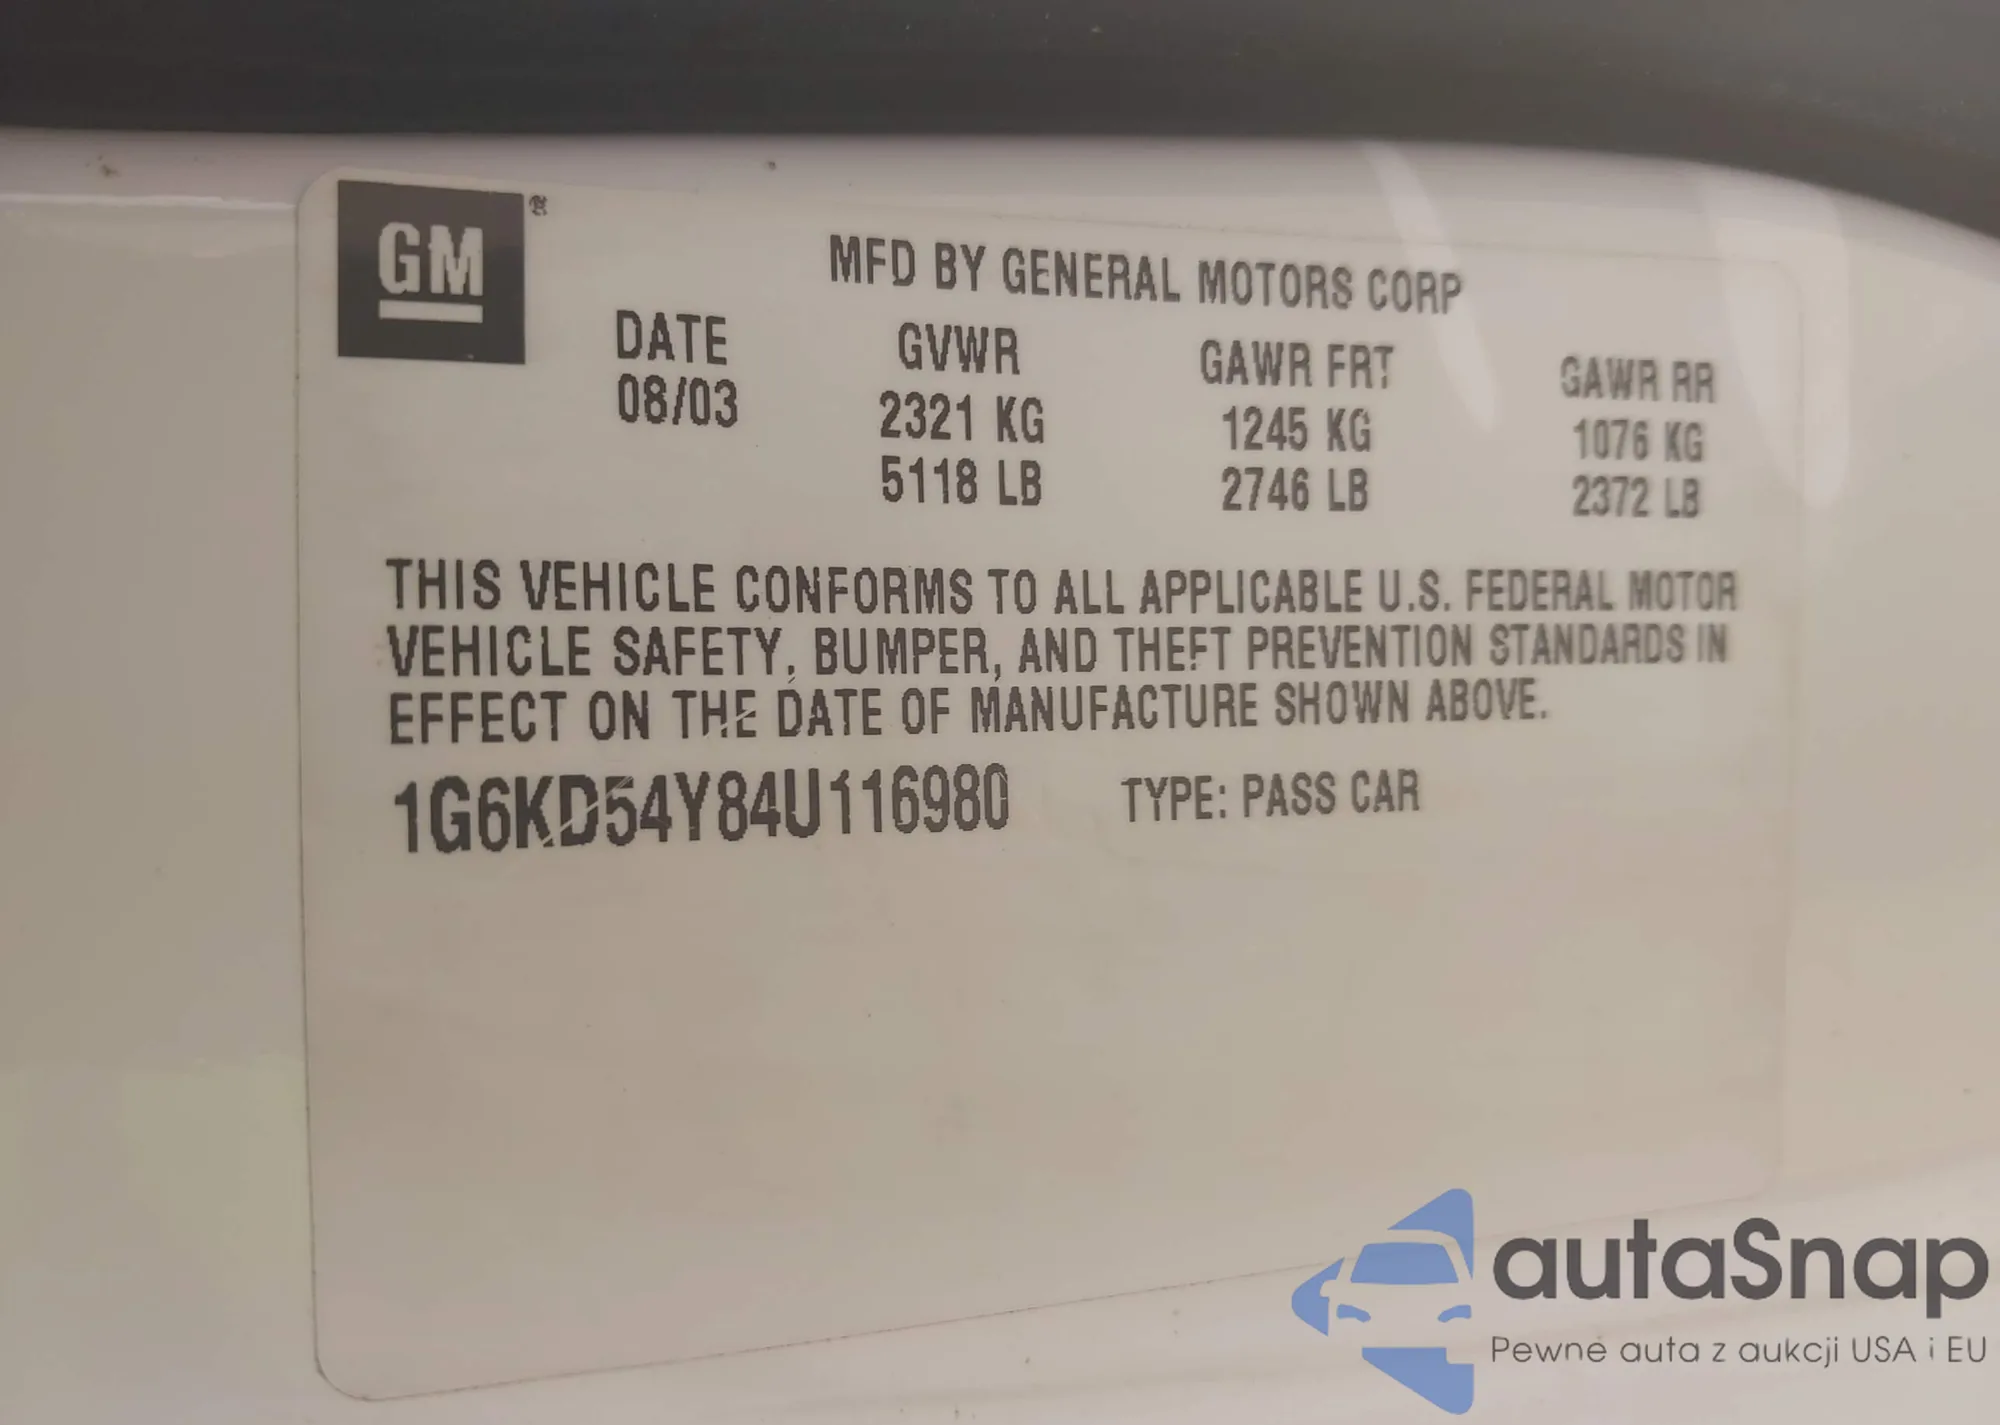 GM®
MFD BY GENERAL MOTORS CORP
DATE GVWR GAWR FRT GAWR RR
08/03 2321 KG 1245 KG 1076 KG
5118 LB 2746 LB 2372 LB
THIS VEHICLE CONFORMS TO ALL APPLICABLE U.S. FEDERAL MOTOR
VEHICLE SAFETY, BUMPER, AND THEFT PREVENTION STANDARDS IN
EFFECT ON THE DATE OF MANUFACTURE SHOWN ABOVE.
1G6KD54Y84U116980 TYPE: PASS CAR
autaSnap
Pewne auta z aukcji USA i EU